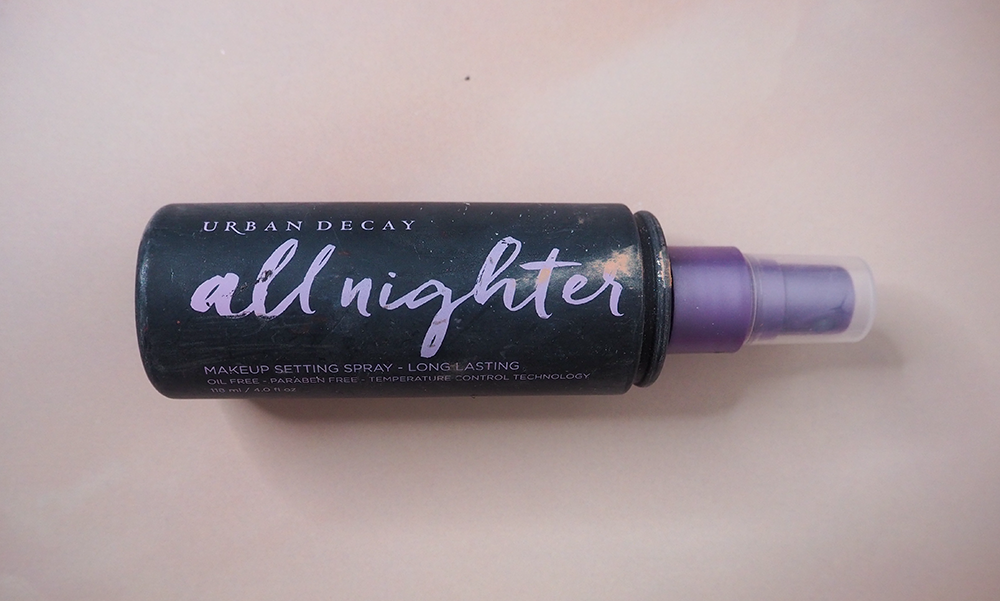 URBAN DECAY
all nighter
MAKEUP SETTING SPRAY - LONG LASTING
OIL FREE - PARABEN FREE - TEMPERATURE CONTROL TECHNOLOGY
118 ml / 4.0 fl oz